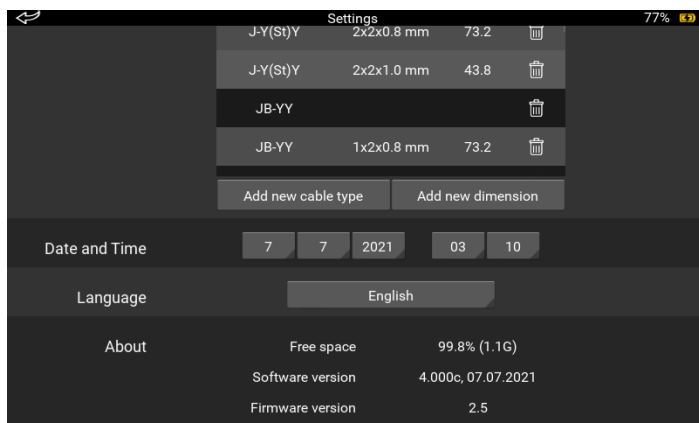 Settings 77%
J-Y(St)Y 2x2x0.8 mm 73.2
J-Y(St)Y 2x2x1.0 mm 43.8
JB-YY
JB-YY 1x2x0.8 mm 73.2
Add new cable type Add new dimension
Date and Time 7 7 2021 03 10
Language English
About Free space 99.8% (1.1G)
Software version 4.000c, 07.07.2021
Firmware version 2.5